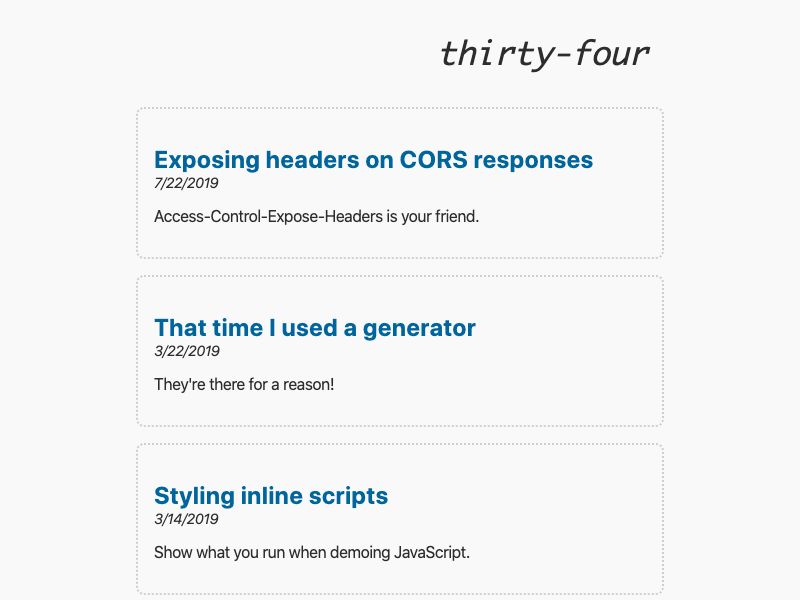 thirty-four
Exposing headers on CORS responses
7/22/2019
Access-Control-Expose-Headers is your friend.
That time I used a generator
3/22/2019
They're there for a reason!
Styling inline scripts
3/14/2019
Show what you run when demoing JavaScript.